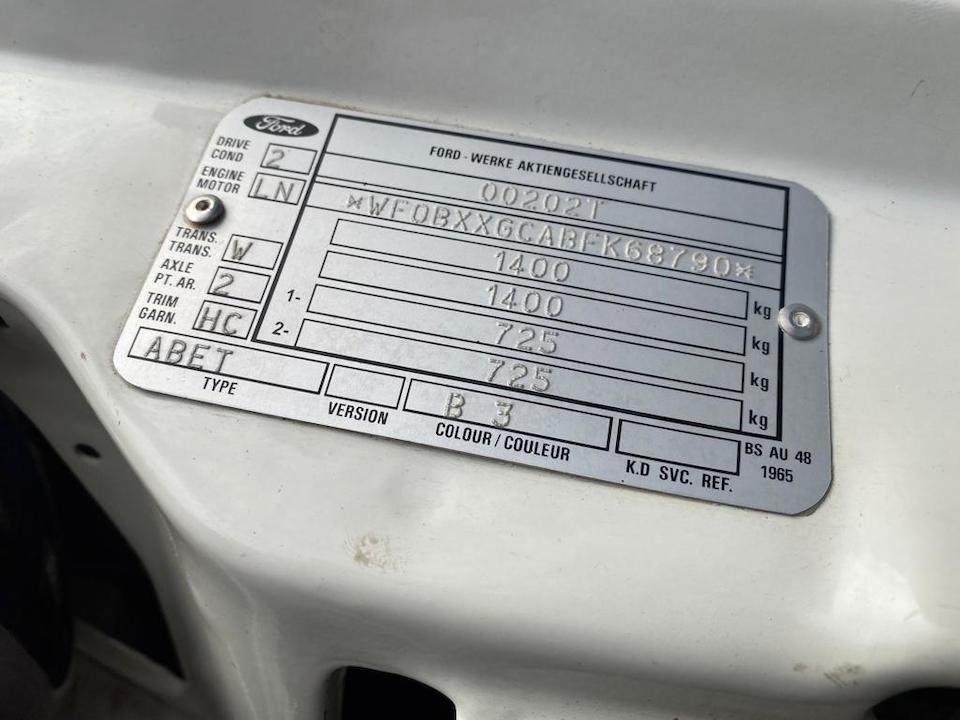 Ford
FORD - WERKE AKTIENGESELLSCHAFT
00202T
*WF0BXXGCABFK68790*
1400 kg
1400 kg
1- 725 kg
2- 725 kg
DRIVE
COND 2
ENGINE
MOTOR LN
TRANS.
TRANS. W
AXLE
PT. AR. 2
TRIM
GARN. HC
ABET
TYPE
VERSION
B 3
COLOUR / COULEUR
K.D SVC. REF.
BS AU 48
1965